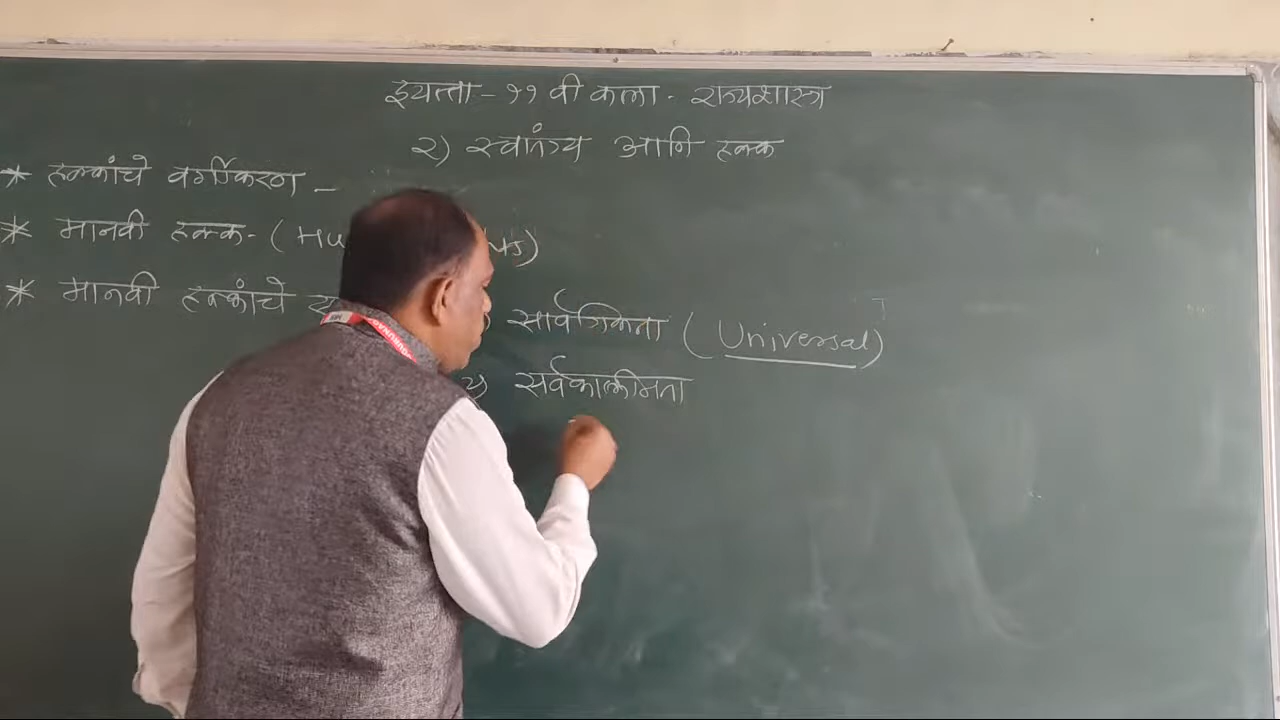 इयत्ता - ११ वी कला - राज्यशास्त्र
२) स्वातंत्र्य आणि हक्क
* हक्कांचे वर्गीकरण -
* मानवी हक्क - (Hu
* मानवी हक्कांचे
सार्वत्रिकता (Universal)
२) सर्वकालीनता